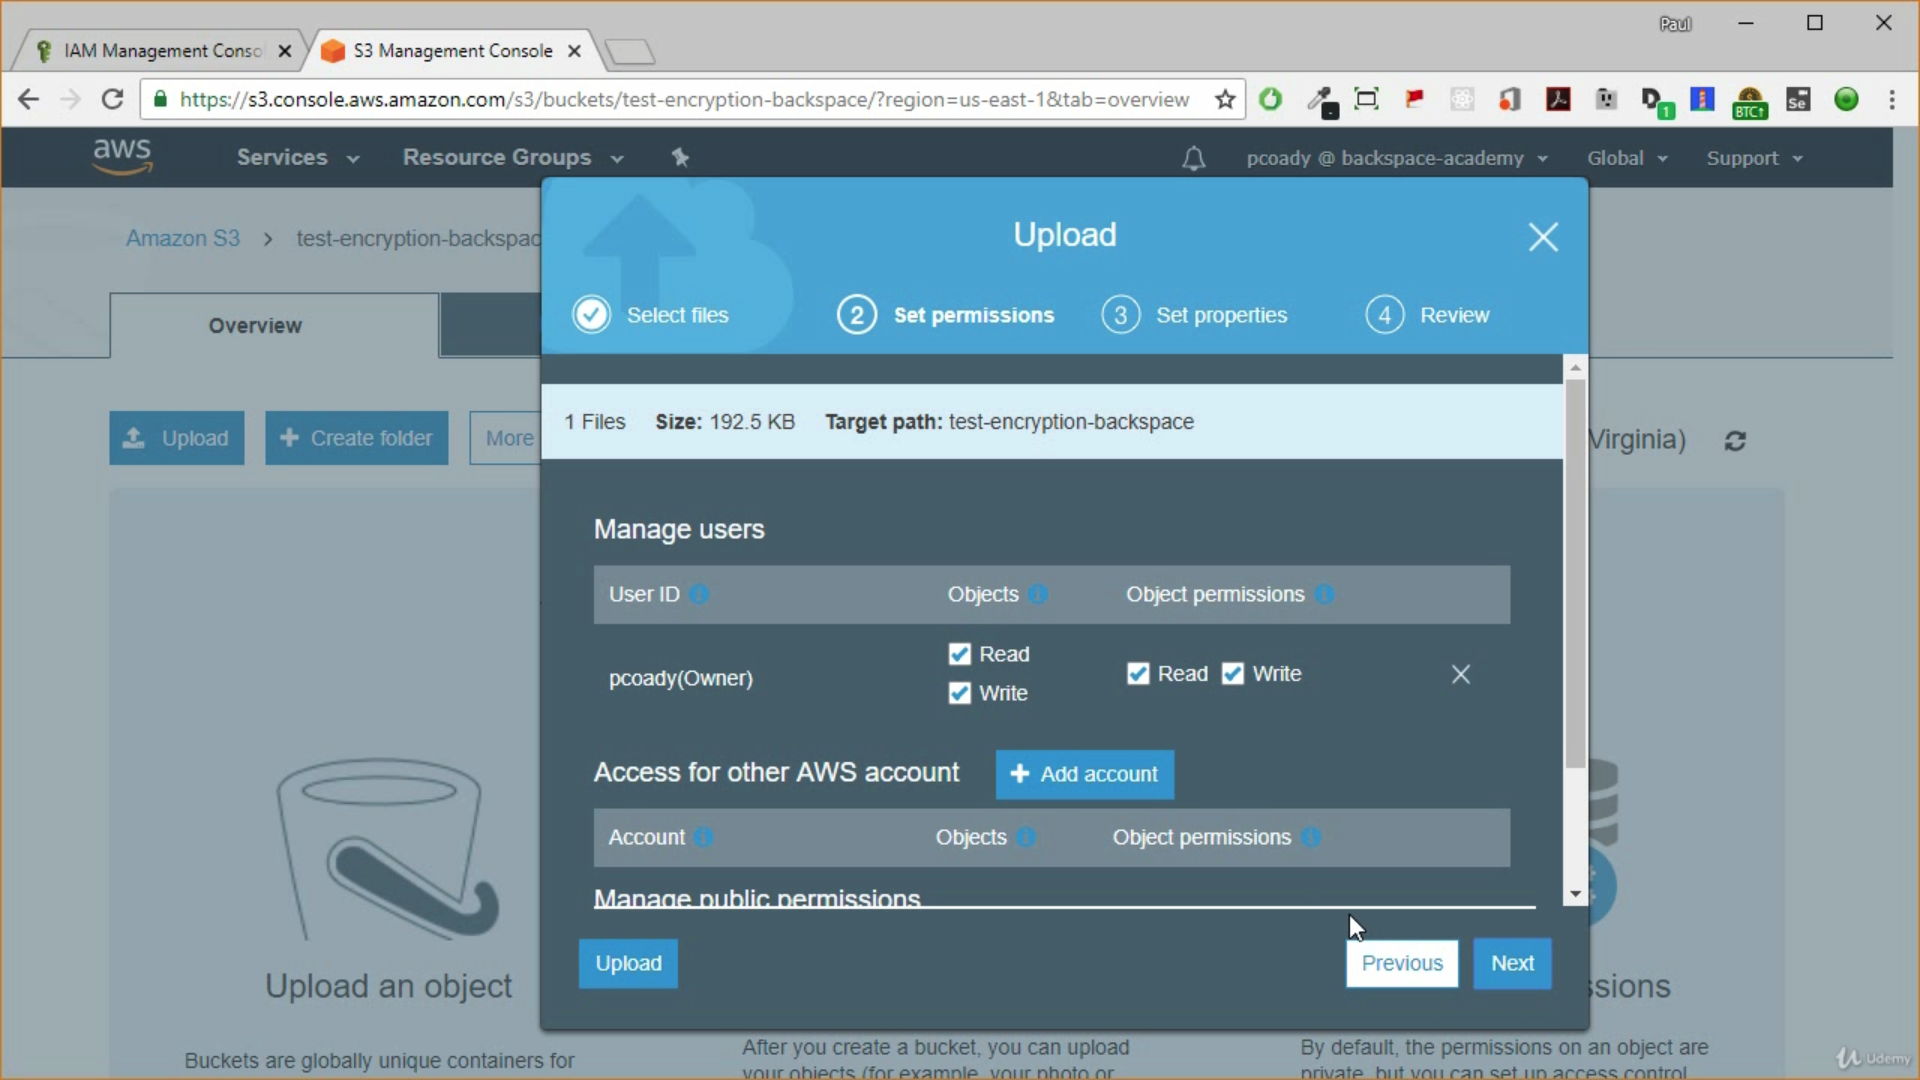 Paul
IAM Management Conso
S3 Management Console
https://s3.console.aws.amazon.com/s3/buckets/test-encryption-backspace/?region=us-east-1&tab=overview
1
BTC↑
Se
aws
Services
Resource Groups
pcoady @ backspace-academy
Global
Support
Amazon S3
test-encryption-backspac
Upload
Select files
2 Set permissions
3 Set properties
4 Review
Overview
1 Files Size: 192.5 KB Target path: test-encryption-backspace
Upload
Create folder
More
Virginia)
Manage users
User ID Objects Object permissions
pcoady(Owner)
Read
Write
Read Write
Access for other AWS account
Add account
Account Objects Object permissions
Manage public permissions
Upload
Previous
Next
Upload an object
ssions
Buckets are globally unique containers for
After you create a bucket, you can upload
your objects (for example, your photo or
By default, the permissions on an object are
private, but you can set up access control
Udemy